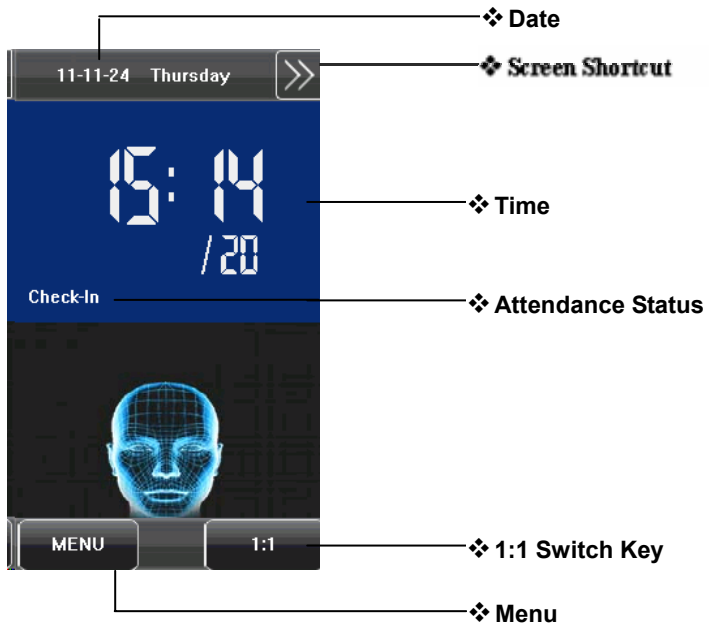 ❖ Date
11-11-24 Thursday
❖ Screen Shortcut
15:14
❖ Time
/20
Check-In
❖ Attendance Status
MENU
1:1
❖ 1:1 Switch Key
❖ Menu